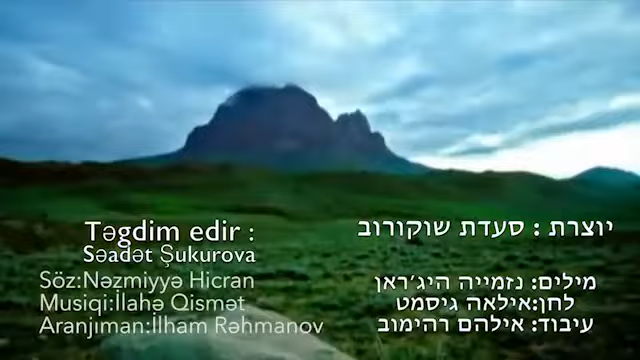 Təgdim edir :
Səadət Şukurova
Söz:Nəzmiyyə Hicran
Musiqi:İlahə Qismət
Aranjıman:İlham Rəhmanov
יוצרת : סעדת שוקורוב
מילים: נזמייה היג׳ראן
לחן:אילאה גיסמט
עיבוד: אילהם רהימוב